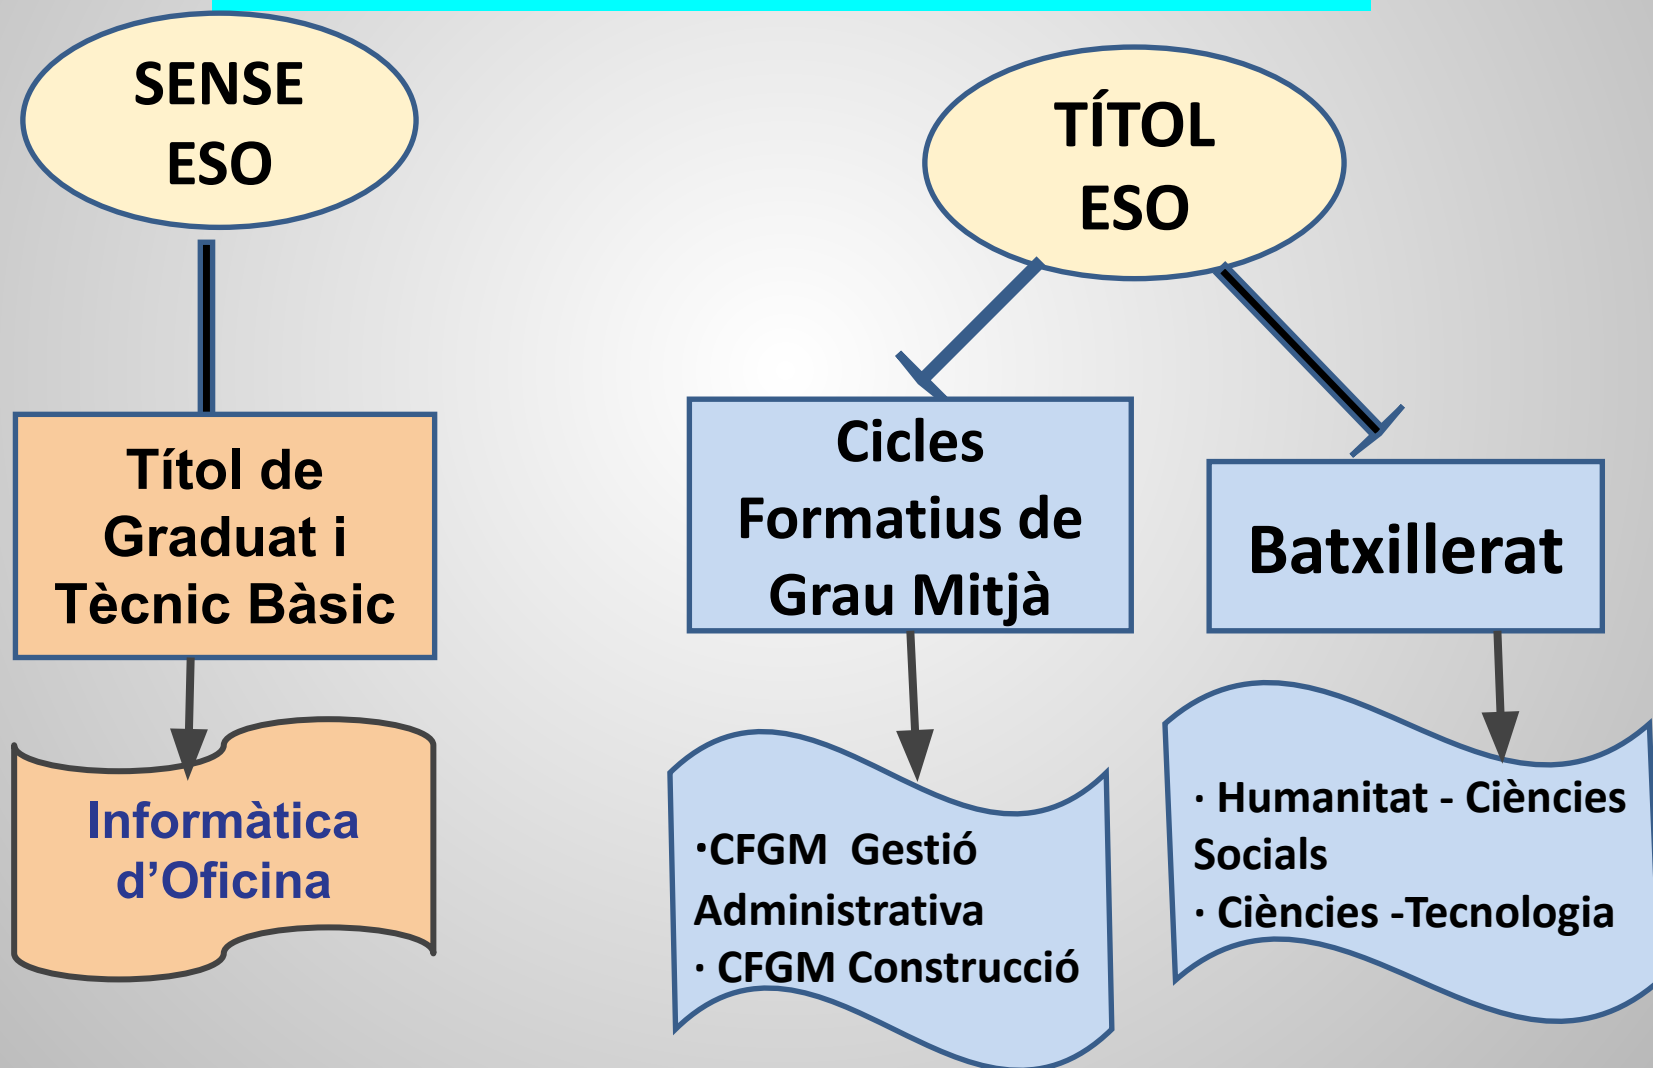 SENSE
ESO
TÍTOL
ESO
Títol de
Graduat i
Tècnic Bàsic
Cicles
Formatius de
Grau Mitjà
Batxillerat
Informàtica
d’Oficina
·CFGM  Gestió
Administrativa
· CFGM Construcció
· Humanitat - Ciències
Socials
· Ciències -Tecnologia